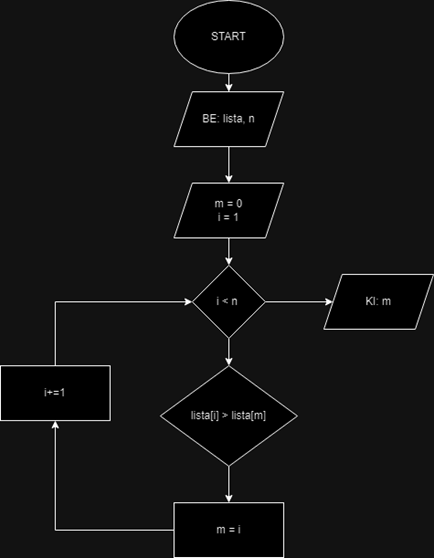 START
BE: lista, n
m = 0
i = 1
i < n
KI: m
i+=1
lista[i] > lista[m]
m = i